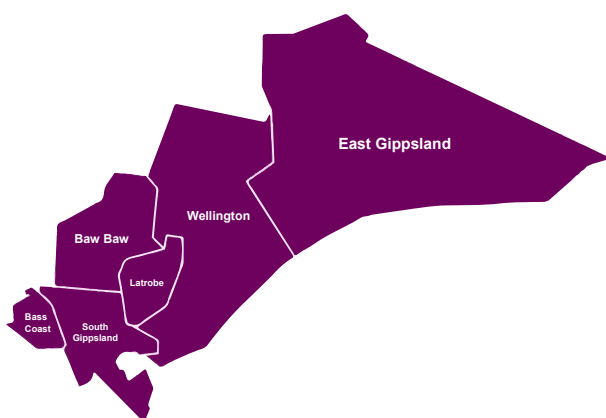 East Gippsland
Wellington
Baw Baw
Latrobe
Bass
Coast
South
Gippsland